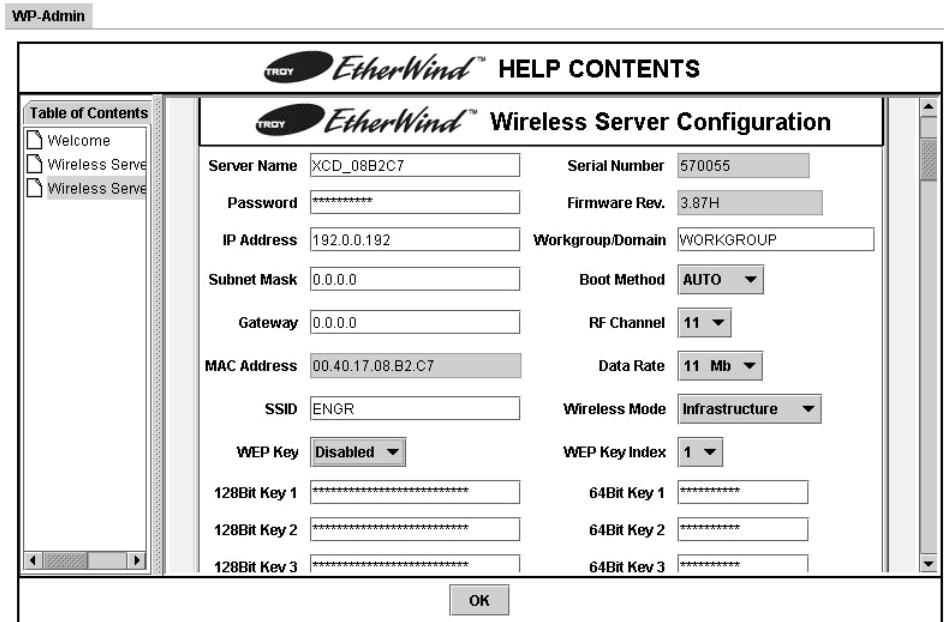 WP-Admin
TROY EtherWind™ HELP CONTENTS
Table of Contents
Welcome
Wireless Serve
Wireless Serve
TROY EtherWind™ Wireless Server Configuration
Server Name XCD_08B2C7 Serial Number 570055
Password ********** Firmware Rev. 3.87H
IP Address 192.0.0.192 Workgroup/Domain WORKGROUP
Subnet Mask 0.0.0.0 Boot Method AUTO
Gateway 0.0.0.0 RF Channel 11
MAC Address 00.40.17.08.B2.C7 Data Rate 11 Mb
SSID ENGR Wireless Mode Infrastructure
WEP Key Disabled WEP Key Index 1
128Bit Key 1 ************************** 64Bit Key 1 **********
128Bit Key 2 ************************** 64Bit Key 2 **********
128Bit Key 3 ************************** 64Bit Key 3 **********
OK